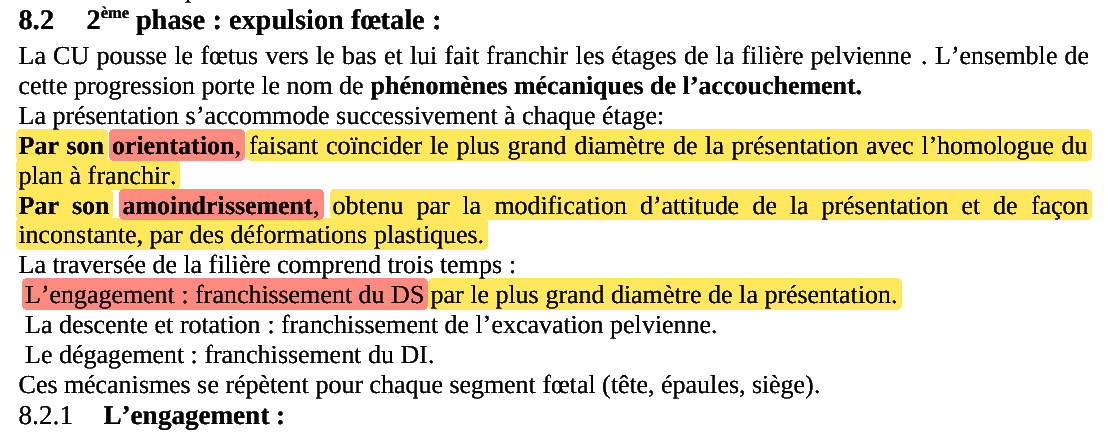 8.2 2ème phase : expulsion fœtale :
La CU pousse le fœtus vers le bas et lui fait franchir les étages de la filière pelvienne . L’ensemble de
cette progression porte le nom de phénomènes mécaniques de l’accouchement.
La présentation s’accommode successivement à chaque étage:
Par son orientation, faisant coïncider le plus grand diamètre de la présentation avec l’homologue du
plan à franchir.
Par son amoindrissement, obtenu par la modification d’attitude de la présentation et de façon
inconstante, par des déformations plastiques.
La traversée de la filière comprend trois temps :
L’engagement : franchissement du DS par le plus grand diamètre de la présentation.
La descente et rotation : franchissement de l’excavation pelvienne.
Le dégagement : franchissement du DI.
Ces mécanismes se répètent pour chaque segment fœtal (tête, épaules, siège).
8.2.1 L’engagement :